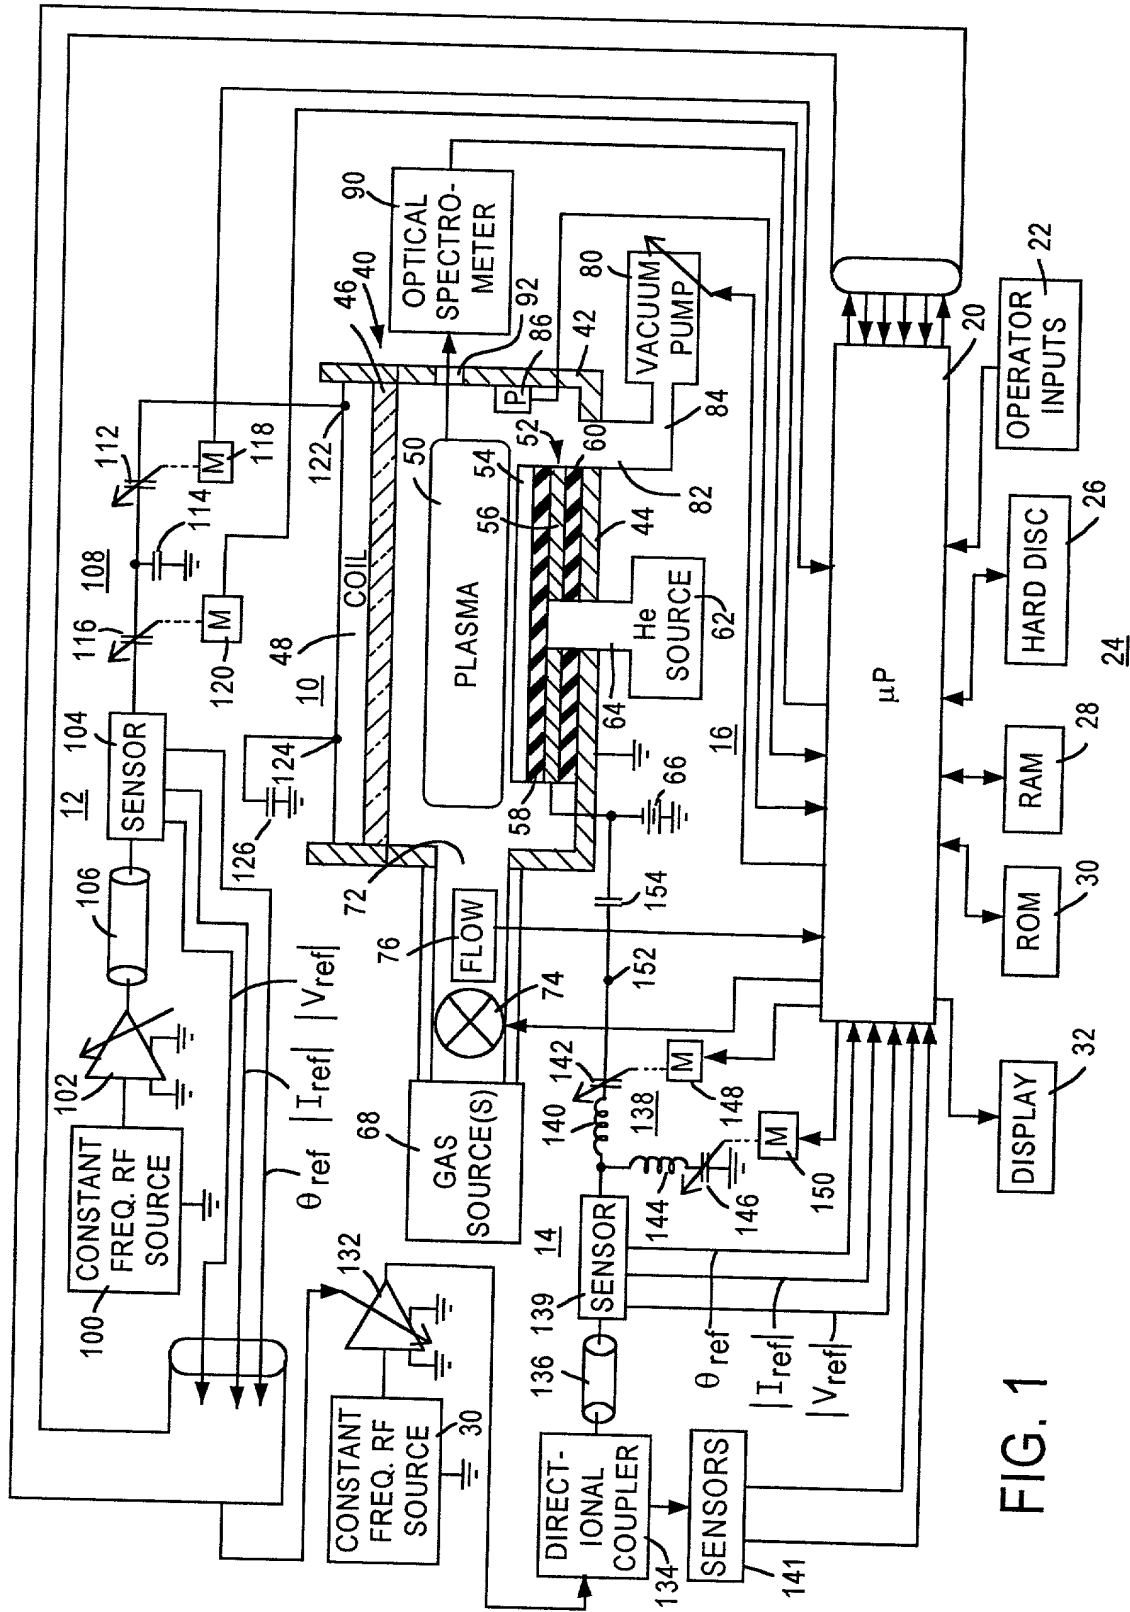 12
100
CONSTANT
FREQ. RF
SOURCE
102
106
104
SENSOR
116
108
112
114
M
118
M
120
|Vref|
|Iref|
θref
126
124
10
48
COIL
122
46
40
90
OPTICAL
SPECTRO-
METER
92
86
P
42
50
PLASMA
52
54
56
58
60
44
He
SOURCE
62
64
66
16
82
84
80
VACUUM
PUMP
72
76
FLOW
74
68
GAS
SOURCE(S)
132
CONSTANT
FREQ. RF
SOURCE
30
14
139
SENSOR
136
DIRECT-
IONAL
COUPLER
134
SENSORS
141
140
142
138
144
146
M
148
M
150
152
154
θref
|Iref|
|Vref|
µP
20
22
OPERATOR
INPUTS
26
HARD DISC
24
28
RAM
30
ROM
32
DISPLAY
FIG. 1